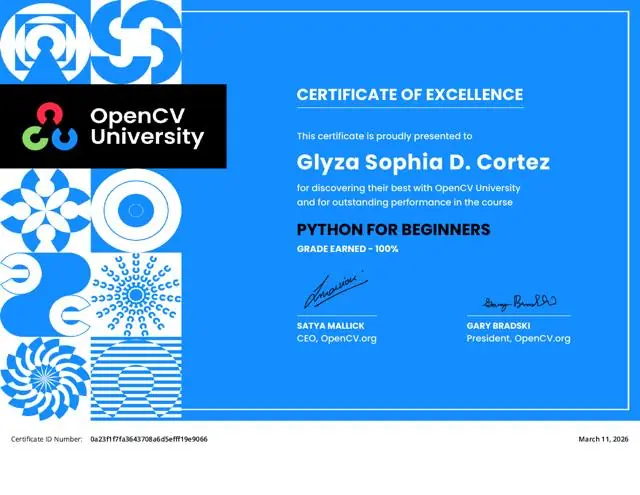 OpenCV
University
CERTIFICATE OF EXCELLENCE
This certificate is proudly presented to
Glyza Sophia D. Cortez
for discovering their best with OpenCV University
and for outstanding performance in the course
PYTHON FOR BEGINNERS
GRADE EARNED - 100%
SATYA MALLICK
CEO, OpenCV.org
Gary Bradski
GARY BRADSKI
President, OpenCV.org
Certificate ID Number: 0a23f1f7fa3643708a6d5efff19e9066
March 11, 2026